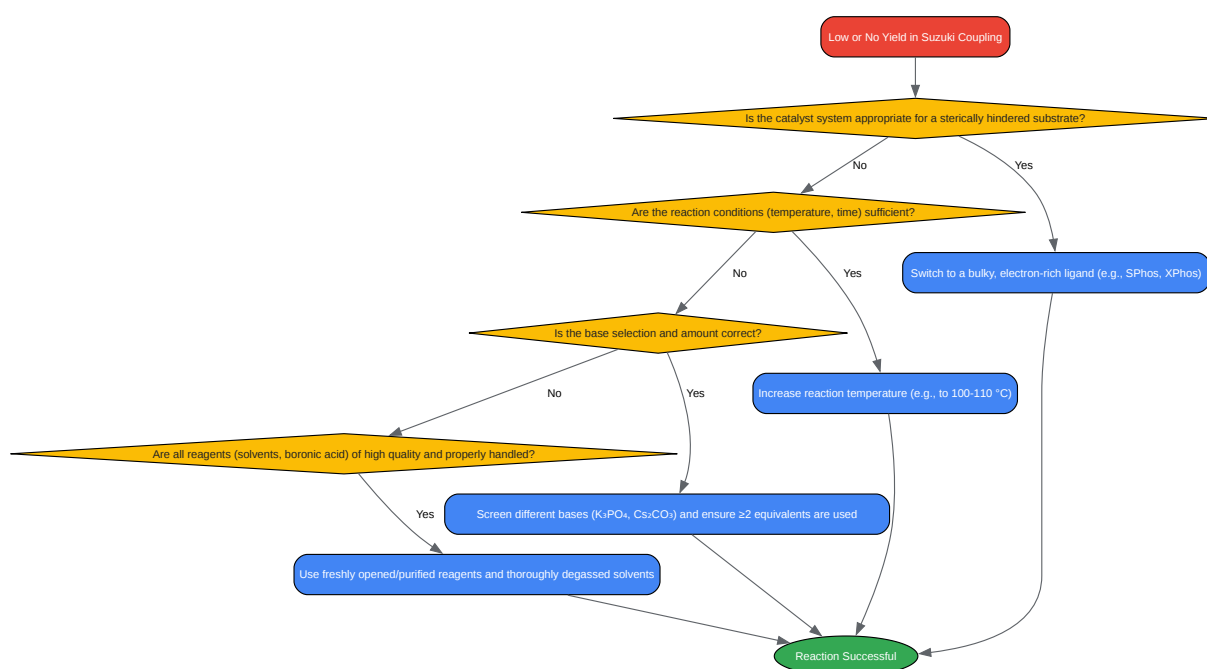 Low or No Yield in Suzuki Coupling
Is the catalyst system appropriate for a sterically hindered substrate?
No
Yes
Are the reaction conditions (temperature, time) sufficient?
Switch to a bulky, electron-rich ligand (e.g., SPhos, XPhos)
No
Yes
Is the base selection and amount correct?
Increase reaction temperature (e.g., to 100-110 °C)
No
Yes
Are all reagents (solvents, boronic acid) of high quality and properly handled?
Screen different bases (K₃PO₄, Cs₂CO₃) and ensure ≥2 equivalents are used
Yes
Use freshly opened/purified reagents and thoroughly degassed solvents
Reaction Successful